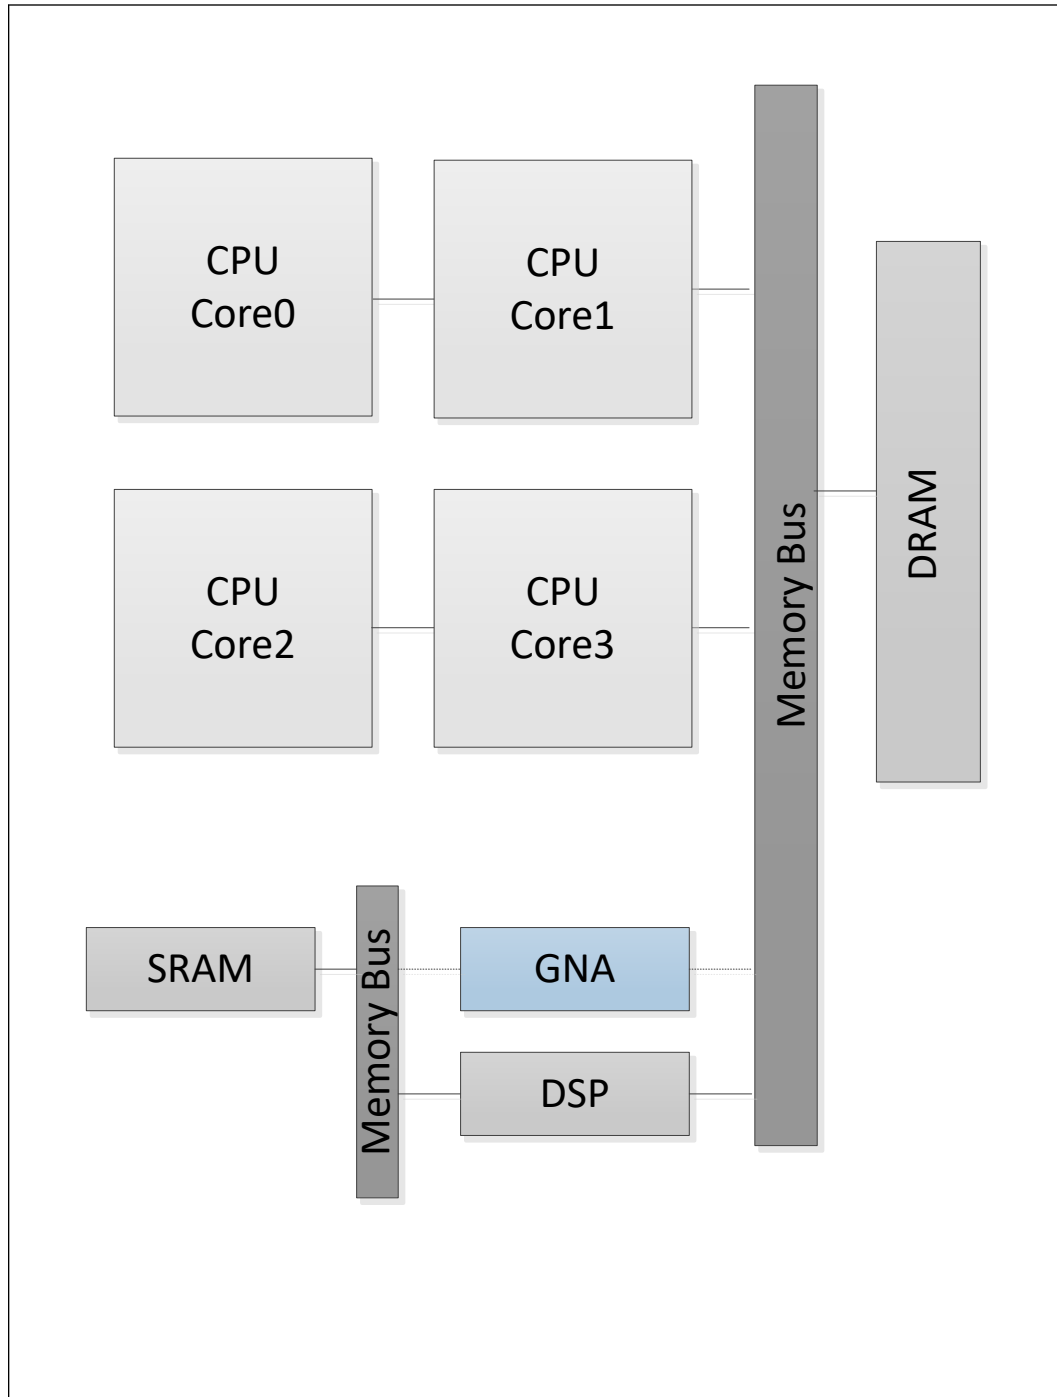 CPU
Core0
CPU
Core1
CPU
Core2
CPU
Core3
Memory Bus
DRAM
SRAM
Memory Bus
GNA
DSP